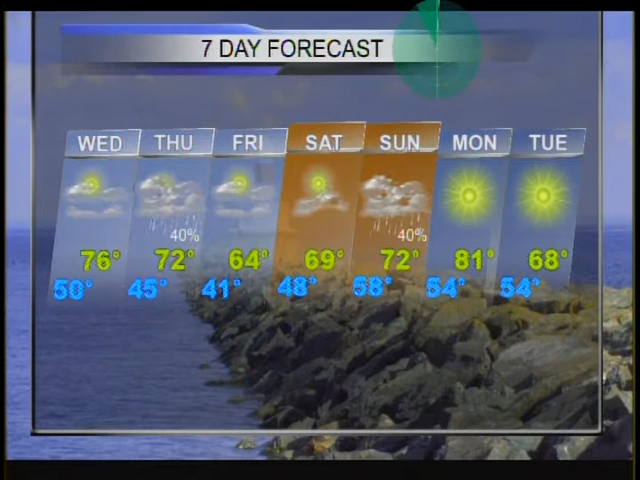 7 DAY FORECAST
WED THU FRI SAT SUN MON TUE
40% 40%
76° 72° 64° 69° 72° 81° 68°
50° 45° 41° 48° 58° 54° 54°